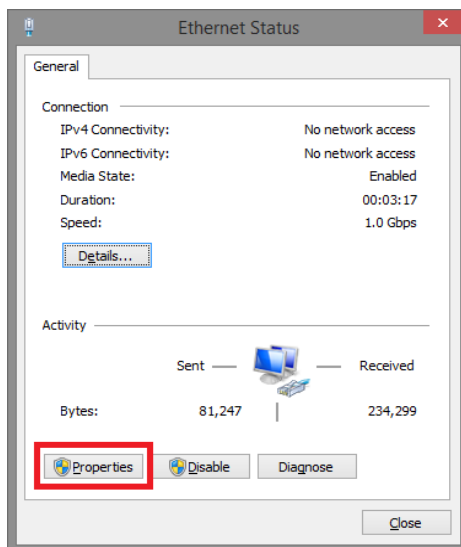 Ethernet Status
General
Connection
IPv4 Connectivity: No network access
IPv6 Connectivity: No network access
Media State: Enabled
Duration: 00:03:17
Speed: 1.0 Gbps
Details...
Activity
Sent Received
Bytes: 81,247 234,299
Properties Disable Diagnose
Close